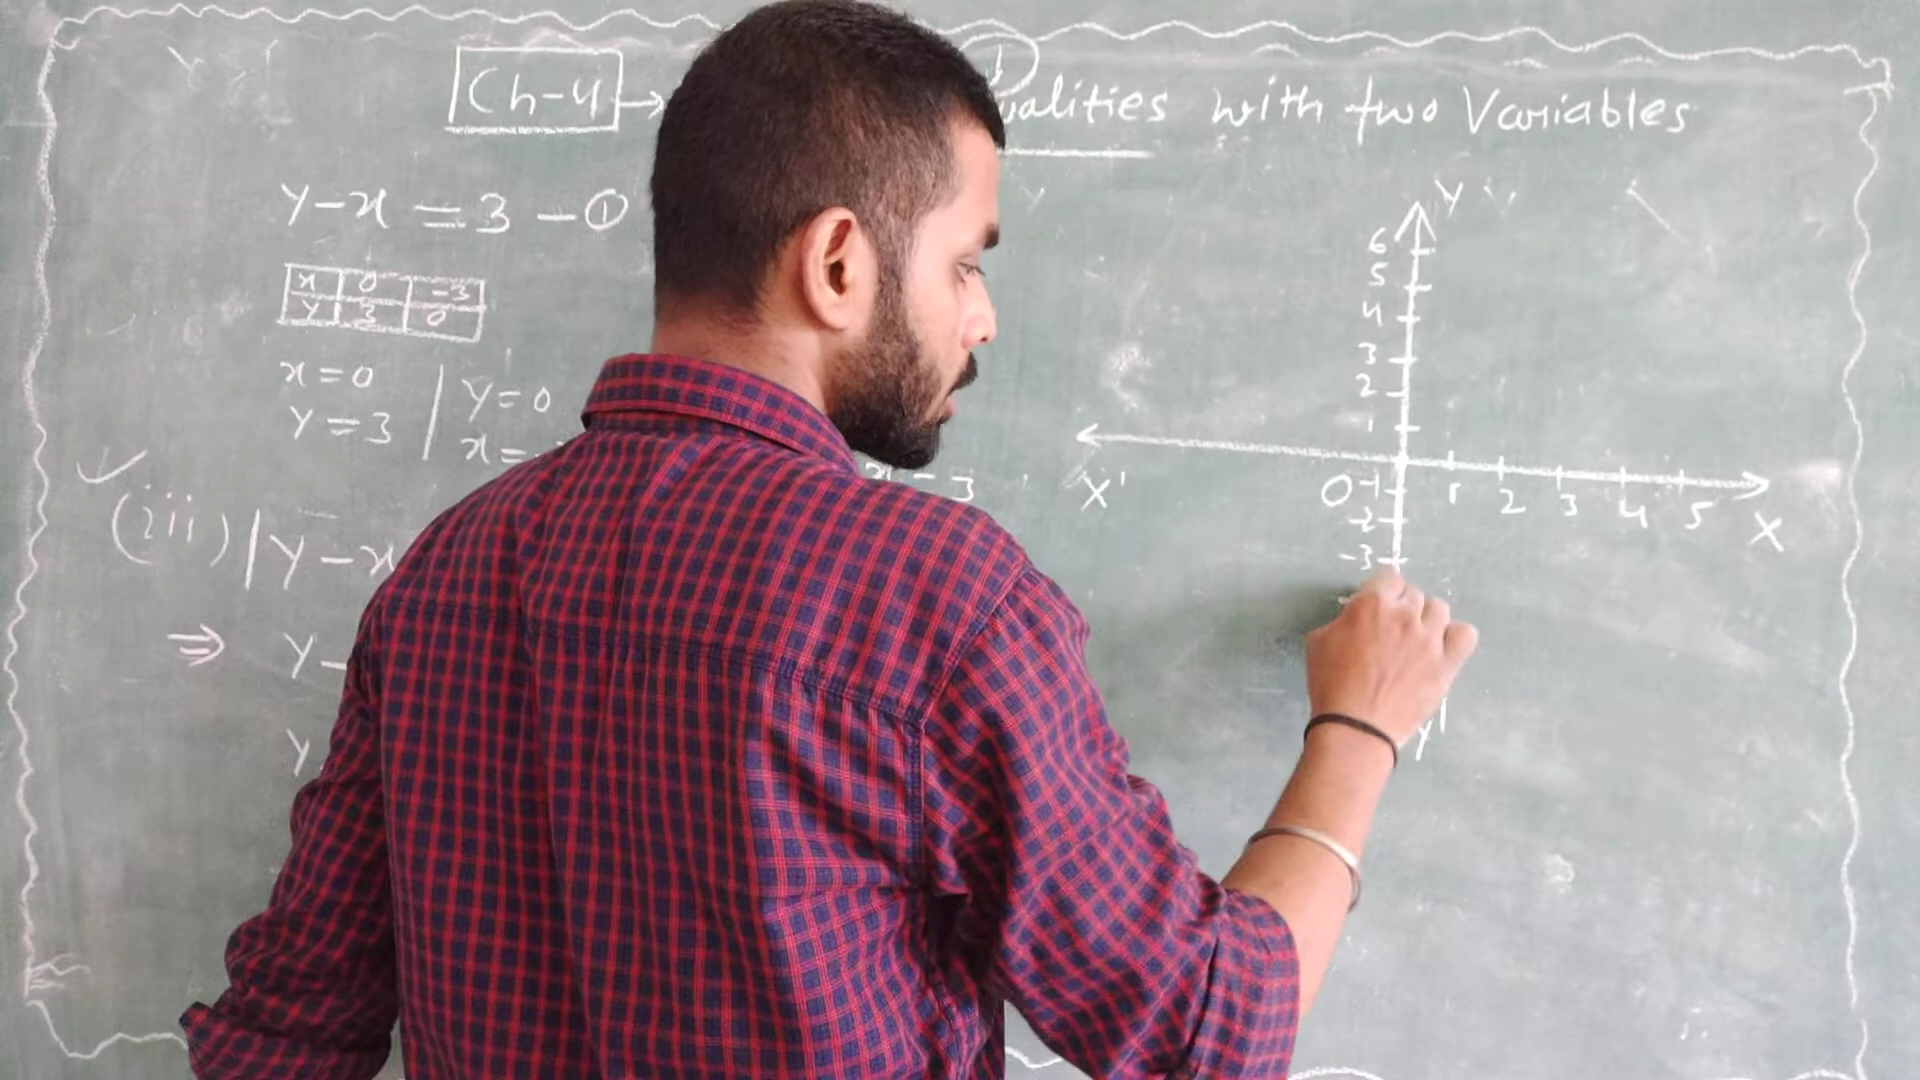 Ch-4 → ualities with two Variables
y-x = 3 - ①
x 0 -3
y 3 0
x = 0
y = 3
y = 0
x =
x - 3
(iii) |y - x
⇒ y -
y
Y
6
5
4
3
2
1
X' O 1 2 3 4 5 X
-1
-2
-3
Y'